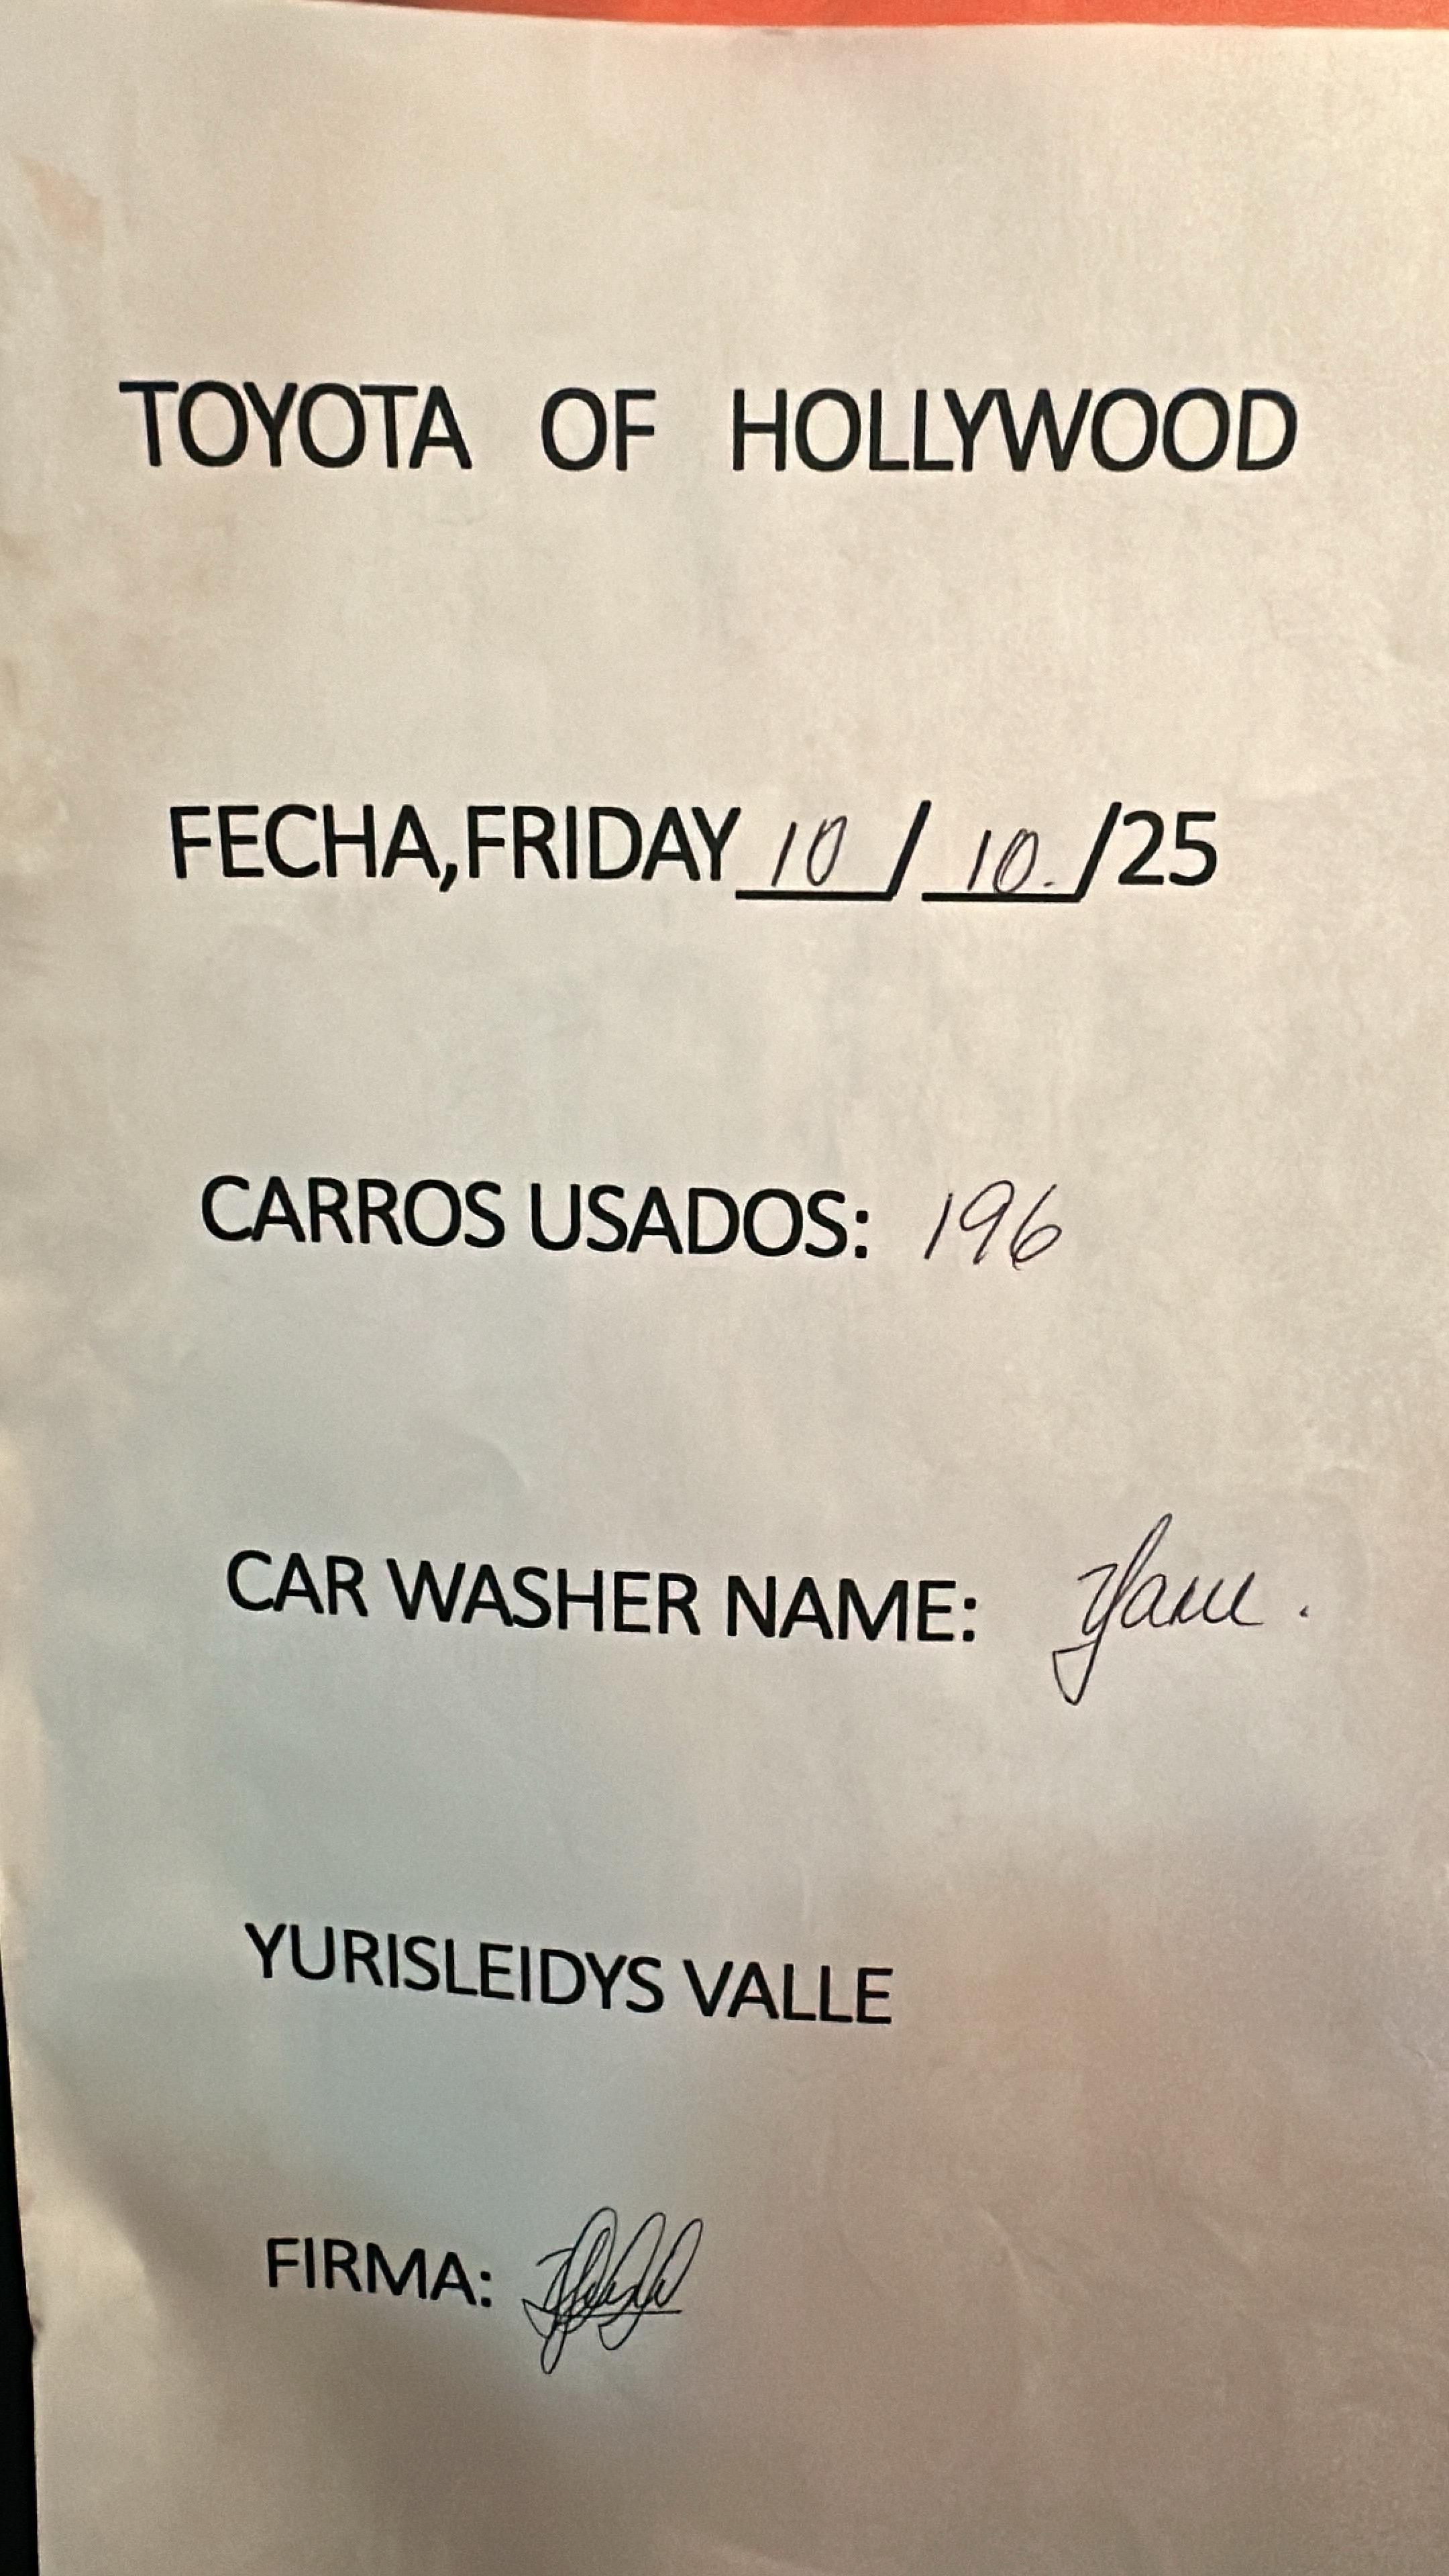 TOYOTA OF HOLLYWOOD
FECHA,FRIDAY 10 / 10. /25
CARROS USADOS: 196
CAR WASHER NAME:
YURISLEIDYS VALLE
FIRMA: